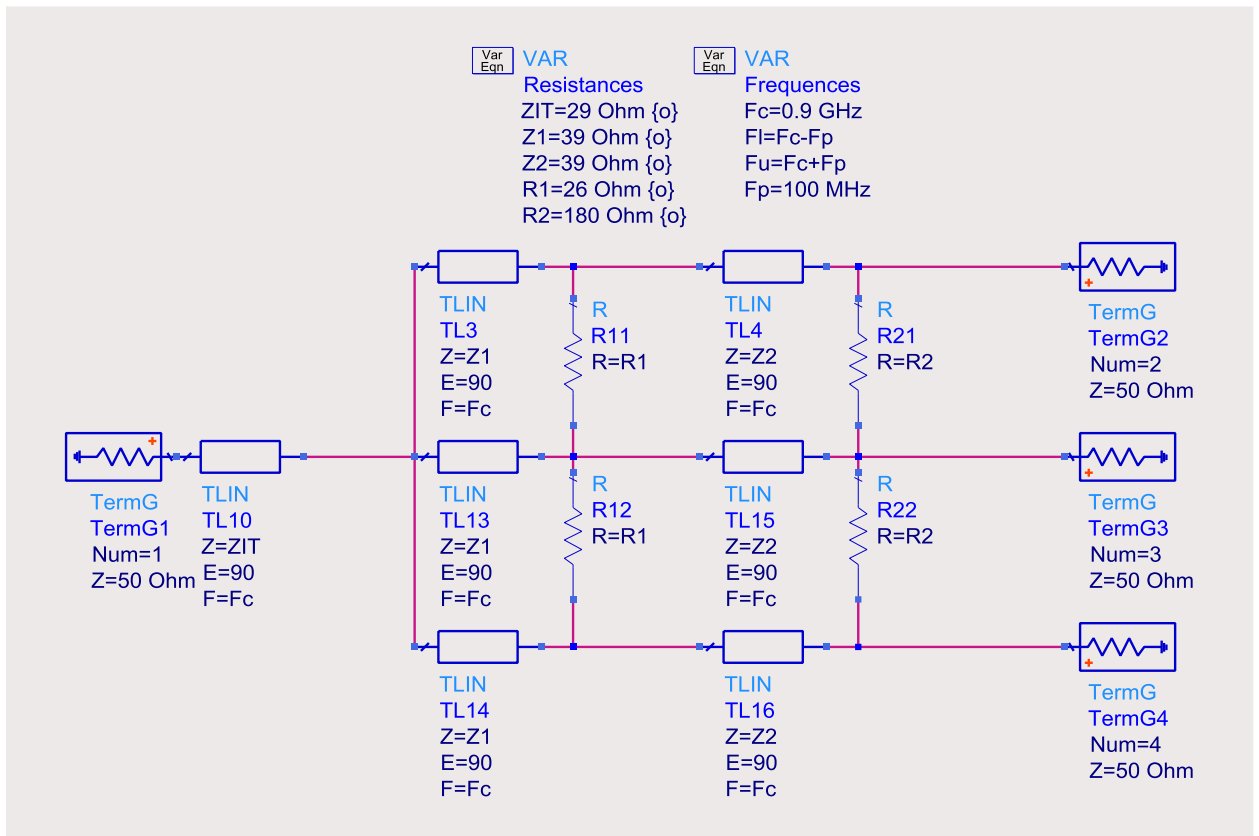 Var
Eqn
VAR
Resistances
ZIT=29 Ohm {o}
Z1=39 Ohm {o}
Z2=39 Ohm {o}
R1=26 Ohm {o}
R2=180 Ohm {o}
Var
Eqn
VAR
Frequences
Fc=0.9 GHz
Fl=Fc-Fp
Fu=Fc+Fp
Fp=100 MHz
TLIN
TL3
Z=Z1
E=90
F=Fc
R
R11
R=R1
TLIN
TL4
Z=Z2
E=90
F=Fc
R
R21
R=R2
+
TermG
TermG2
Num=2
Z=50 Ohm
+
TermG
TermG1
Num=1
Z=50 Ohm
TLIN
TL10
Z=ZIT
E=90
F=Fc
TLIN
TL13
Z=Z1
E=90
F=Fc
R
R12
R=R1
TLIN
TL15
Z=Z2
E=90
F=Fc
R
R22
R=R2
+
TermG
TermG3
Num=3
Z=50 Ohm
TLIN
TL14
Z=Z1
E=90
F=Fc
TLIN
TL16
Z=Z2
E=90
F=Fc
+
TermG
TermG4
Num=4
Z=50 Ohm